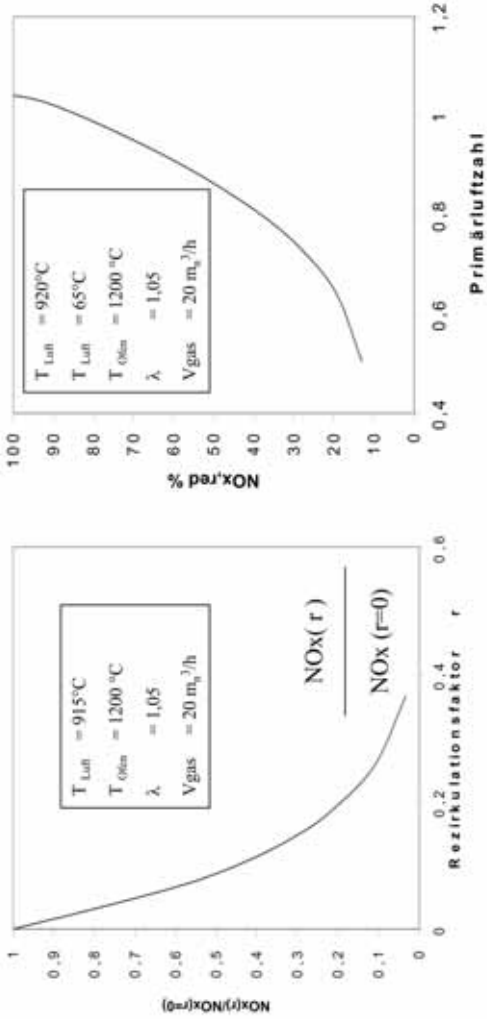 NOx(r)/NOx(r=0)
1
0,9
0,8
0,7
0,6
0,5
0,4
0,3
0,2
0,1
0
T Luft = 915°C
T Ofen = 1200 °C
λ = 1,05
Vgas = 20 mn³/h
NOx( r )
NOx (r=0)
0
0,2
0,4
0,6
Rezirkulationsfaktor r
NOx,red %
100
90
80
70
60
50
40
30
20
10
0
T Luft = 920°C
T Luft = 65°C
T Ofen = 1200 °C
λ = 1,05
Vgas = 20 mn³/h
0,4
0,6
0,8
1
1,2
Primärluftzahl